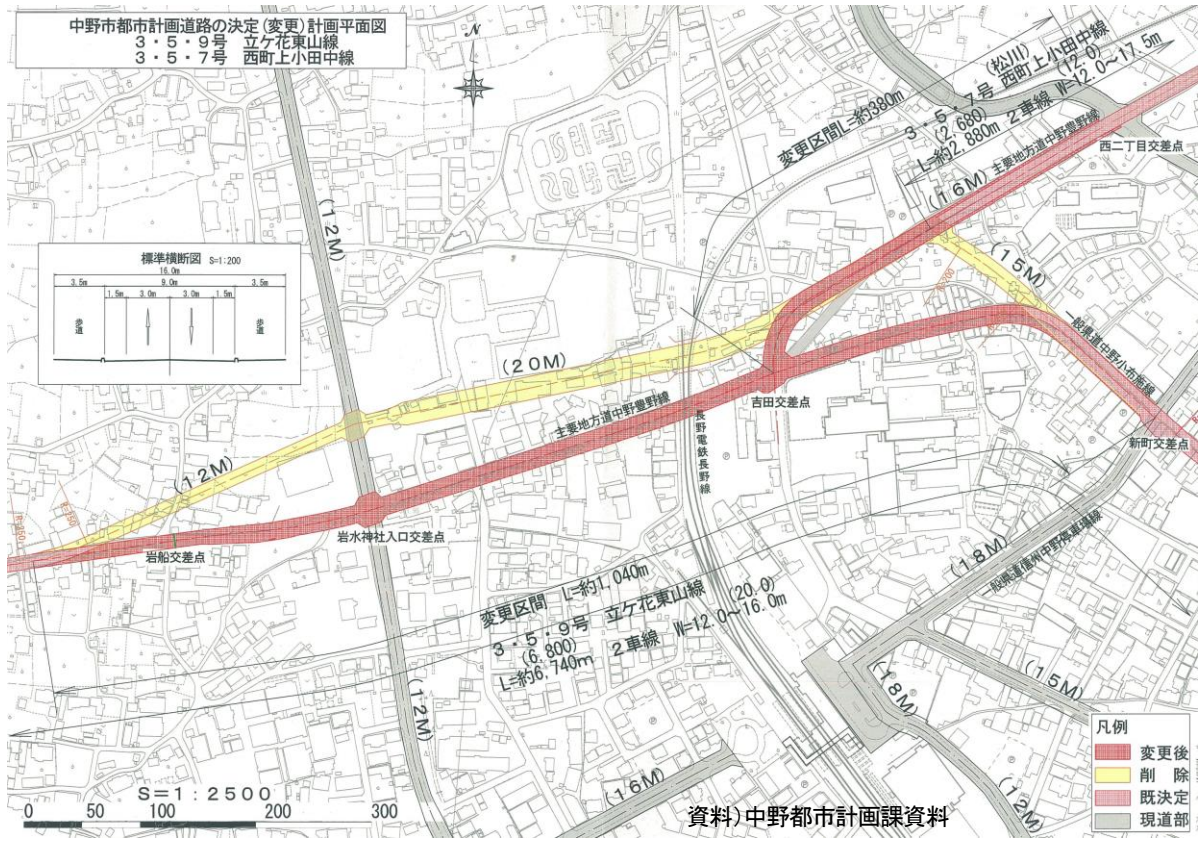 中野市都市計画道路の決定(変更)計画平面図
3・5・9号 立ケ花東山線
3・5・7号 西町上小田中線
N
(松川)
変更区間L=約380m
3・5・7号 西町上小田中線
(2,680) (12.0)
L=約2,880m 2車線 W=12.0~17.5m
(16M)
主要地方道中野豊野線
西二丁目交差点
(12M)
標準横断図 S=1:200
16.0m
3.5m 9.0m 3.5m
1.5m 3.0m 3.0m 1.5m
歩道
歩道
(15M)
一般県道中野小布施線
(20M)
主要地方道中野豊野線
吉田交差点
長野電鉄長野線
新町交差点
(12M)
岩船交差点
岩水神社入口交差点
(18M)
一般県道信州中野停車場線
変更区間 L=約1,040m
3・5・9号 立ケ花東山線
(6,800) (20.0)
L=約6,740m 2車線 W=12.0~16.0m
(12M)
(18M)
(15M)
(16M)
(12M)
凡例
変更後
削除
既決定
現道部
S=1:2500
0 50 100 200 300
資料)中野都市計画課資料